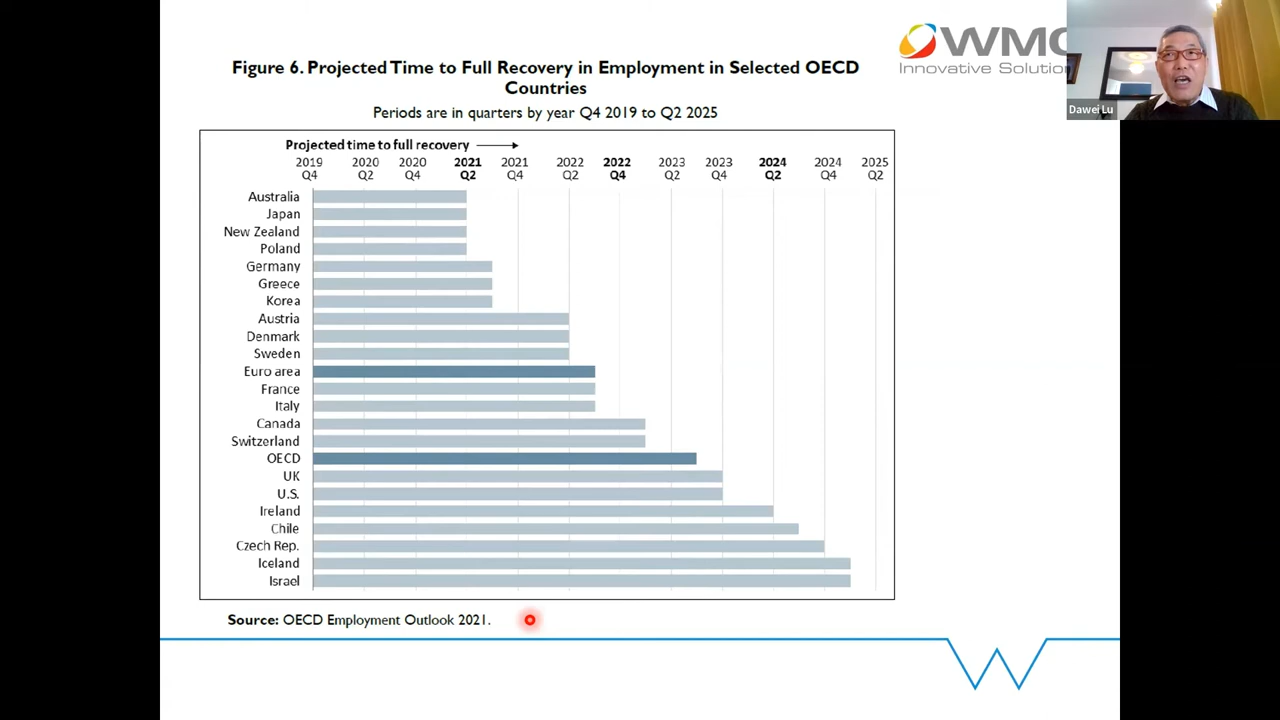 WMG
Innovative Solution
Dawei Lu
Figure 6. Projected Time to Full Recovery in Employment in Selected OECD
Countries
Periods are in quarters by year Q4 2019 to Q2 2025
Projected time to full recovery
2019 2020 2020 2021 2021 2022 2022 2023 2023 2024 2024 2025
Q4 Q2 Q4 Q2 Q4 Q2 Q4 Q2 Q4 Q2 Q4 Q2
Australia
Japan
New Zealand
Poland
Germany
Greece
Korea
Austria
Denmark
Sweden
Euro area
France
Italy
Canada
Switzerland
OECD
UK
U.S.
Ireland
Chile
Czech Rep.
Iceland
Israel
Source: OECD Employment Outlook 2021.